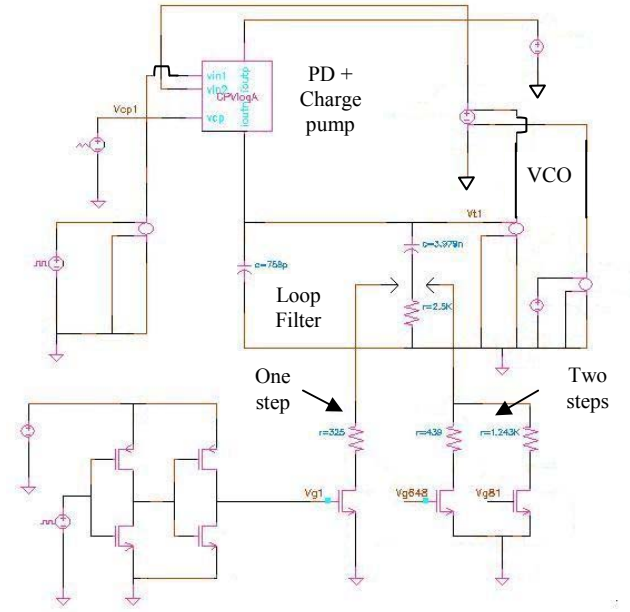 vin1
ioutp
vin2
CPVlogA
vcp
ioutn
PD +
Charge
pump
Vcp1
VCO
Vt1
c=3.979n
c=758p
Loop
Filter
r=2.5K
One
step
Two
steps
r=325
r=439
r=1.243K
Vg1
Vg648
Vg81